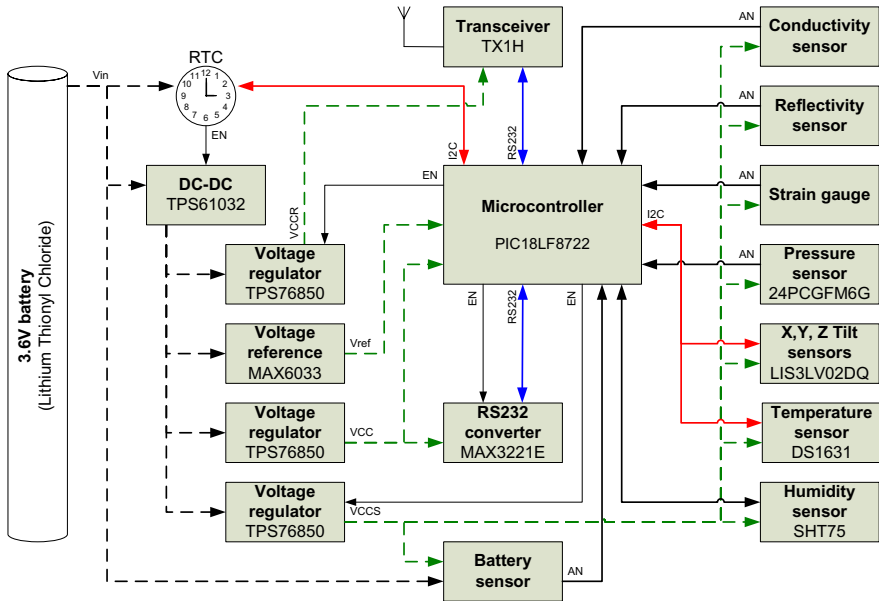 Transceiver
TX1H
AN
Conductivity
sensor
RTC
Vin
12
1
2
3
4
5
6
7
8
9
10
11
EN
I2C
RS232
AN
Reflectivity
sensor
DC-DC
TPS61032
EN
Microcontroller
PIC18LF8722
AN
Strain gauge
I2C
VCCR
Voltage
regulator
TPS76850
AN
Pressure
sensor
24PCGFM6G
3.6V battery
(Lithium Thionyl Chloride)
EN
RS232
EN
Voltage
reference
MAX6033
Vref
X,Y, Z Tilt
sensors
LIS3LV02DQ
Voltage
regulator
TPS76850
VCC
RS232
converter
MAX3221E
Temperature
sensor
DS1631
Voltage
regulator
TPS76850
VCCS
Humidity
sensor
SHT75
Battery
sensor
AN